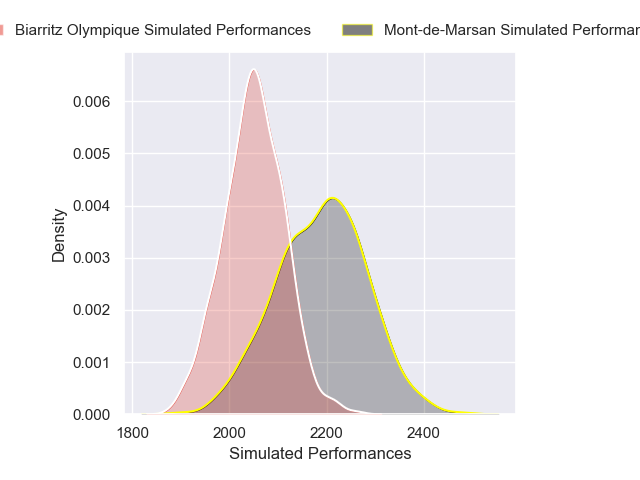 Biarritz Olympique Simulated Performances
Mont-de-Marsan Simulated
0.006
0.005
0.004
0.003
0.002
0.001
0.000
Density
1800 2000 2200 2400
Simulated Performances